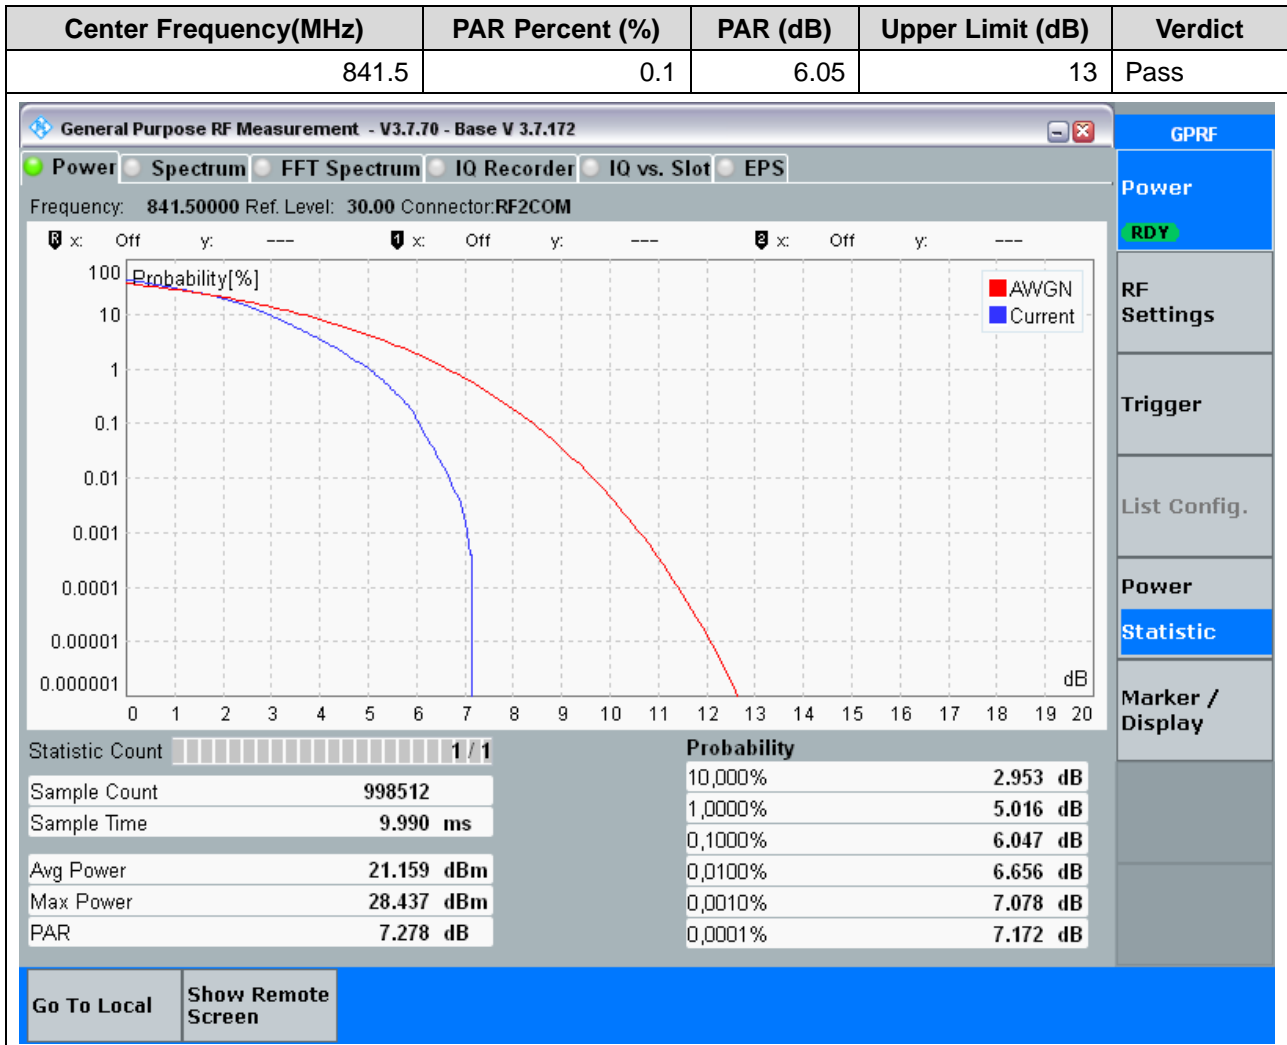 Center Frequency(MHz) PAR Percent (%) PAR (dB) Upper Limit (dB) Verdict
841.5 0.1 6.05 13 Pass
General Purpose RF Measurement - V3.7.70 - Base V 3.7.172
GPRF
Power Spectrum FFT Spectrum IQ Recorder IQ vs. Slot EPS
Power
RDY
Frequency: 841.50000 Ref. Level: 30.00 Connector:RF2COM
R x: Off y: --- 1 x: Off y: --- 2 x: Off y: ---
Probability[%]
AWGN
Current
100
10
1
0.1
0.01
0.001
0.0001
0.00001
0.000001
dB
0 1 2 3 4 5 6 7 8 9 10 11 12 13 14 15 16 17 18 19 20
RF
Settings
Trigger
List Config.
Power
Statistic
Marker /
Display
Statistic Count 1 / 1
Sample Count 998512
Sample Time 9.990 ms
Avg Power 21.159 dBm
Max Power 28.437 dBm
PAR 7.278 dB
Probability
10,000% 2.953 dB
1,0000% 5.016 dB
0,1000% 6.047 dB
0,0100% 6.656 dB
0,0010% 7.078 dB
0,0001% 7.172 dB
Go To Local
Show Remote
Screen